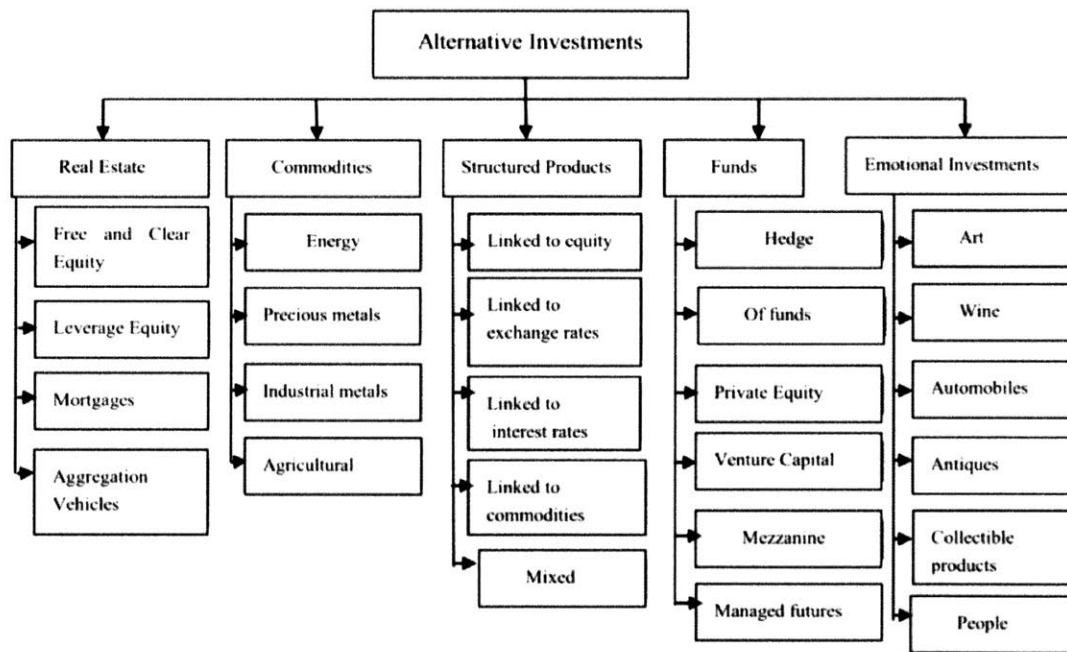 Alternative Investments
Real Estate
Free and Clear
Equity
Leverage Equity
Mortgages
Aggregation
Vehicles
Commodities
Energy
Precious metals
Industrial metals
Agricultural
Structured Products
Linked to equity
Linked to
exchange rates
Linked to
interest rates
Linked to
commodities
Mixed
Funds
Hedge
Of funds
Private Equity
Venture Capital
Mezzanine
Managed futures
Emotional Investments
Art
Wine
Automobiles
Antiques
Collectible
products
People